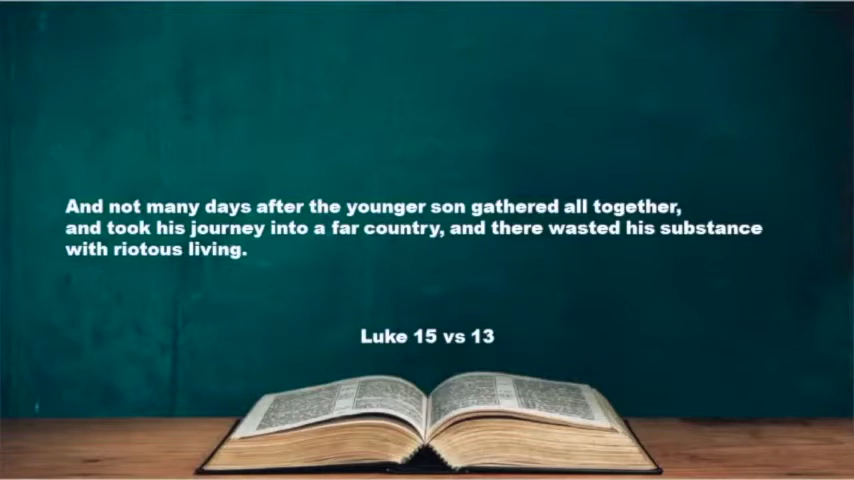 And not many days after the younger son gathered all together,
and took his journey into a far country, and there wasted his substance
with riotous living.
Luke 15 vs 13